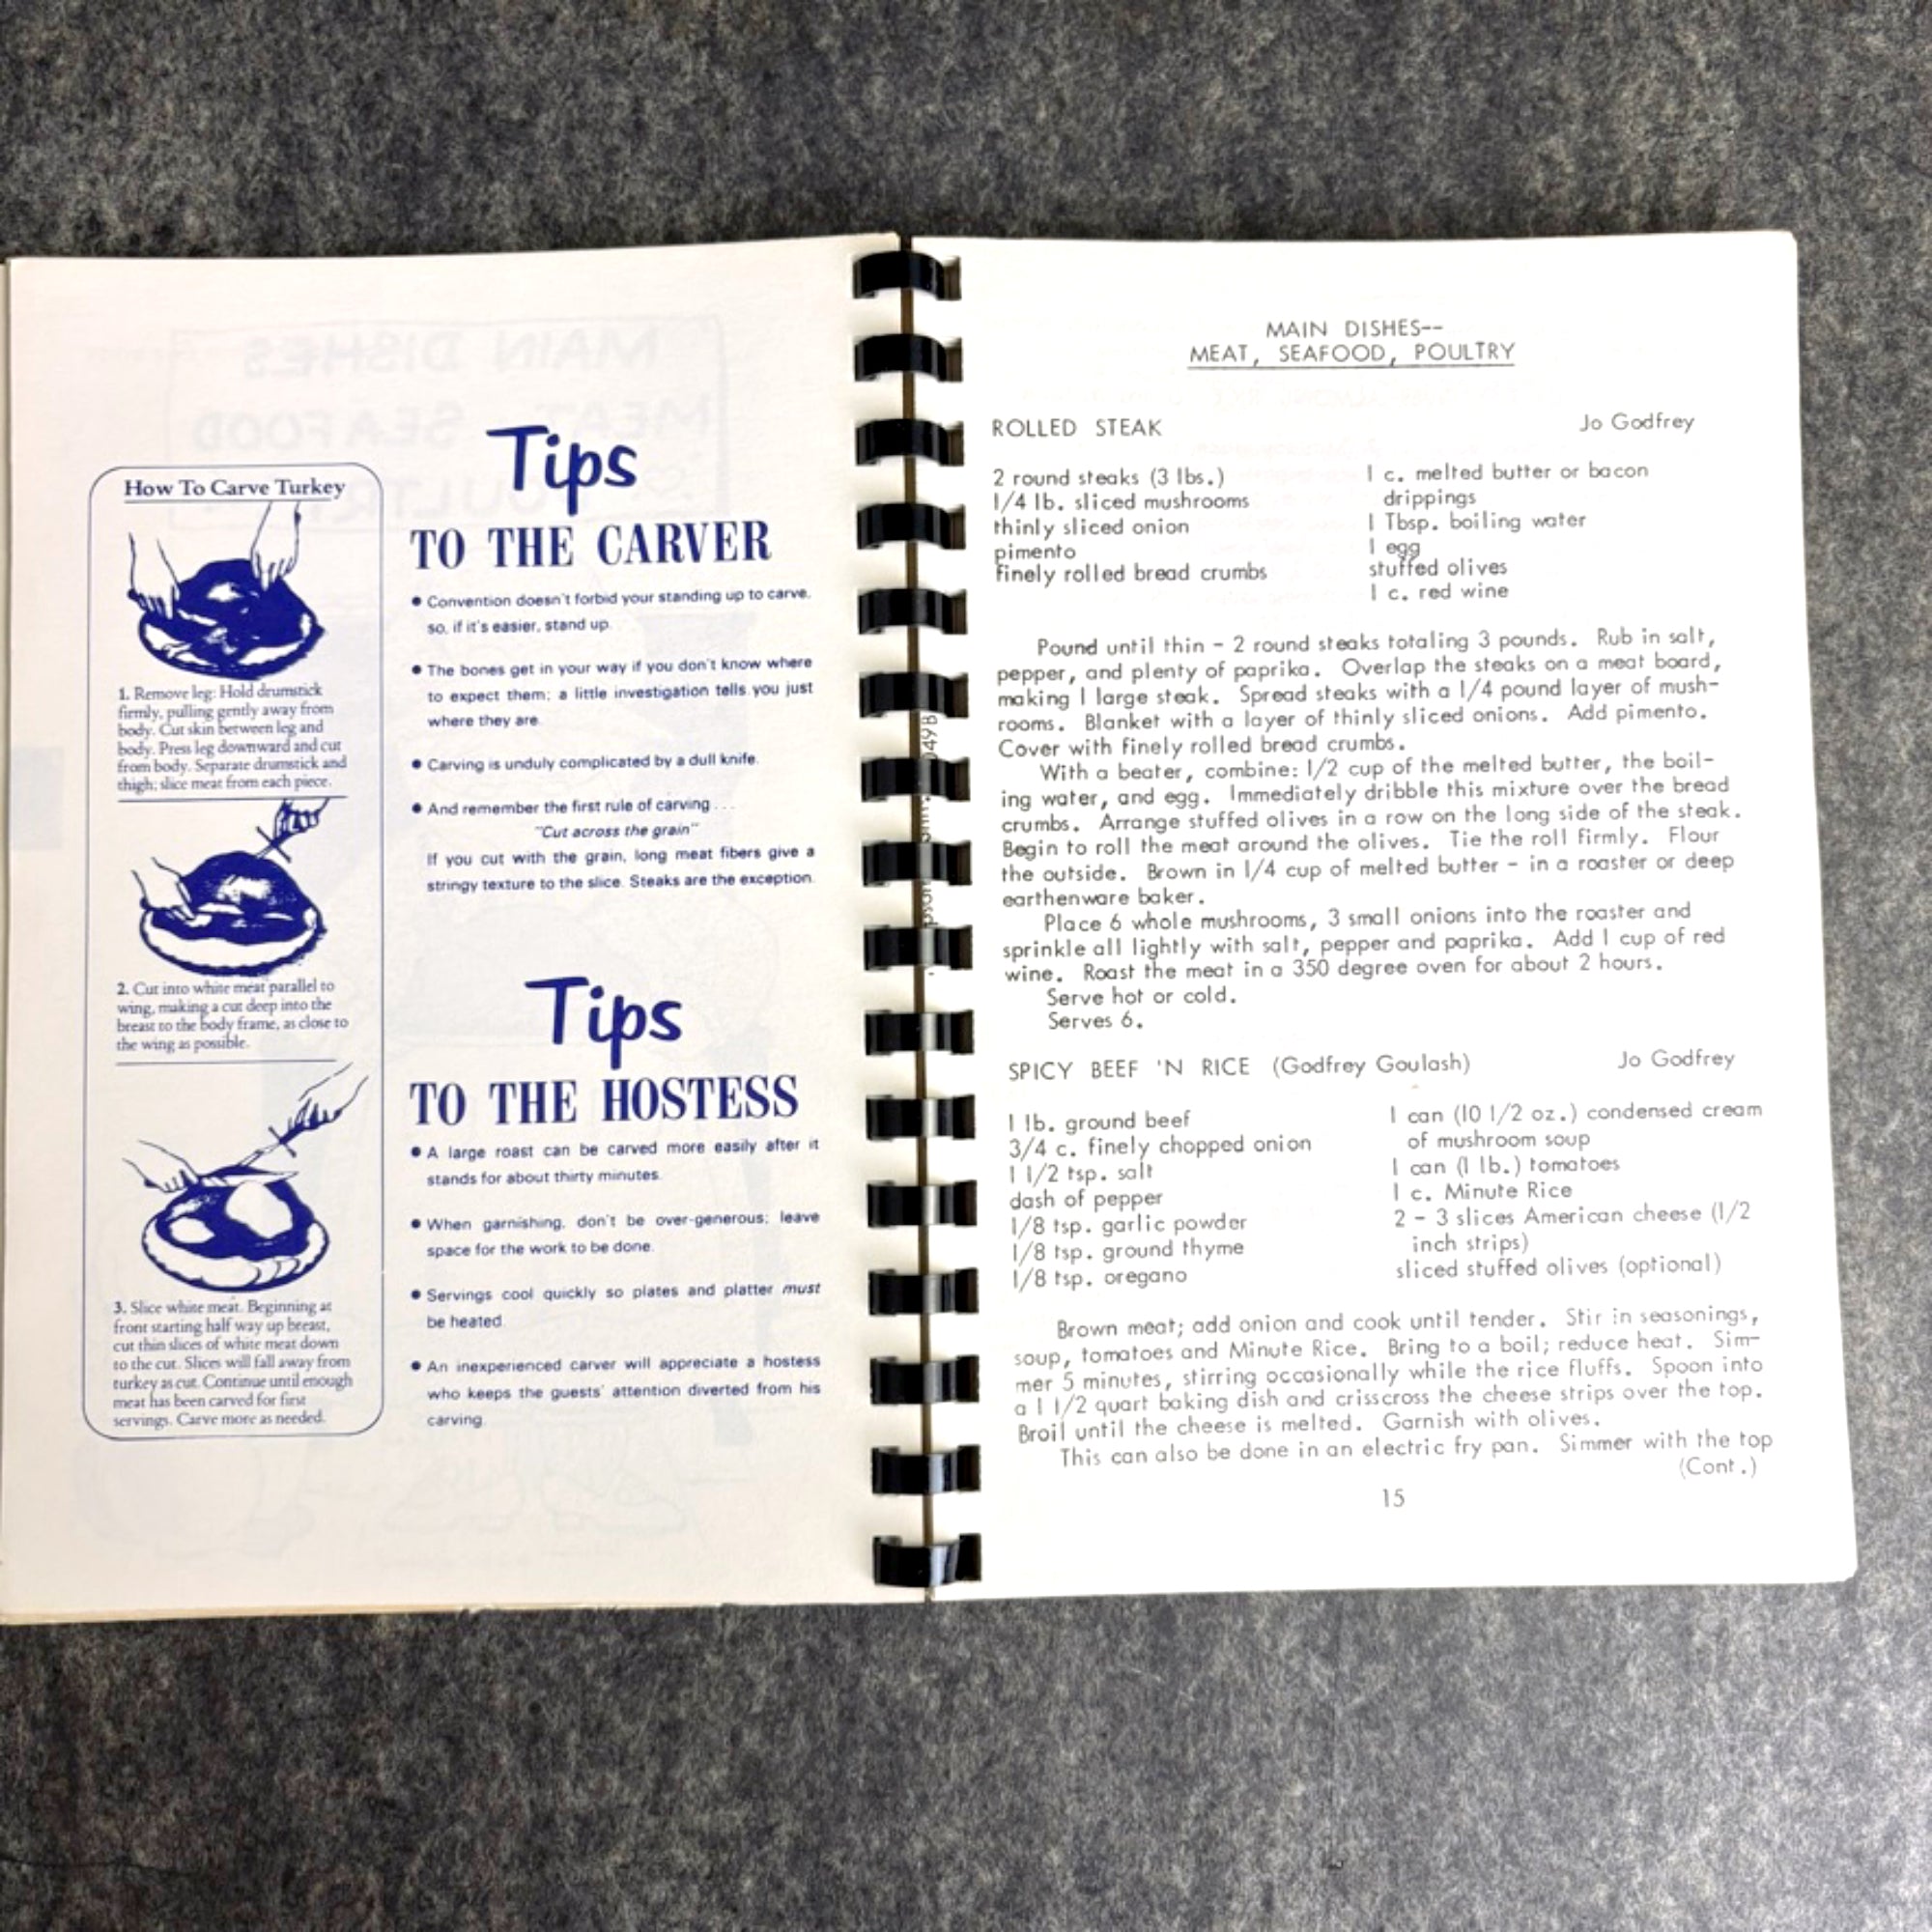 How To Carve Turkey
1. Remove leg: Hold drumstick
firmly, pulling gently away from
body. Cut skin between leg and
body. Press leg downward and cut
from body. Separate drumstick and
thigh; slice meat from each piece.
2. Cut into white meat parallel to
wing, making a cut deep into the
breast to the body frame, as close to
the wing as possible.
3. Slice white meat. Beginning at
front starting half way up breast,
cut thin slices of white meat down
to the cut. Slices will fall away from
turkey as cut. Continue until enough
meat has been carved for first
servings. Carve more as needed.
Tips
TO THE CARVER
● Convention doesn't forbid your standing up to carve,
so, if it's easier, stand up.
● The bones get in your way if you don't know where
to expect them; a little investigation tells you just
where they are.
● Carving is unduly complicated by a dull knife.
● And remember the first rule of carving . . .
"Cut across the grain"
If you cut with the grain, long meat fibers give a
stringy texture to the slice. Steaks are the exception.
Tips
TO THE HOSTESS
● A large roast can be carved more easily after it
stands for about thirty minutes.
● When garnishing, don't be over-generous; leave
space for the work to be done.
● Servings cool quickly so plates and platter must
be heated.
● An inexperienced carver will appreciate a hostess
who keeps the guests' attention diverted from his
carving.
MAIN DISHES--
MEAT, SEAFOOD, POULTRY
ROLLED STEAK Jo Godfrey
2 round steaks (3 lbs.)
1/4 lb. sliced mushrooms
thinly sliced onion
pimento
finely rolled bread crumbs
1 c. melted butter or bacon
drippings
1 Tbsp. boiling water
1 egg
stuffed olives
1 c. red wine
Pound until thin - 2 round steaks totaling 3 pounds. Rub in salt,
pepper, and plenty of paprika. Overlap the steaks on a meat board,
making 1 large steak. Spread steaks with a 1/4 pound layer of mush-
rooms. Blanket with a layer of thinly sliced onions. Add pimento.
Cover with finely rolled bread crumbs.
With a beater, combine: 1/2 cup of the melted butter, the boil-
ing water, and egg. Immediately dribble this mixture over the bread
crumbs. Arrange stuffed olives in a row on the long side of the steak.
Begin to roll the meat around the olives. Tie the roll firmly. Flour
the outside. Brown in 1/4 cup of melted butter - in a roaster or deep
earthenware baker.
Place 6 whole mushrooms, 3 small onions into the roaster and
sprinkle all lightly with salt, pepper and paprika. Add 1 cup of red
wine. Roast the meat in a 350 degree oven for about 2 hours.
Serve hot or cold.
Serves 6.
SPICY BEEF 'N RICE (Godfrey Goulash) Jo Godfrey
1 lb. ground beef
3/4 c. finely chopped onion
1 1/2 tsp. salt
dash of pepper
1/8 tsp. garlic powder
1/8 tsp. ground thyme
1/8 tsp. oregano
1 can (10 1/2 oz.) condensed cream
of mushroom soup
1 can (1 lb.) tomatoes
1 c. Minute Rice
2 - 3 slices American cheese (1/2
inch strips)
sliced stuffed olives (optional)
Brown meat; add onion and cook until tender. Stir in seasonings,
soup, tomatoes and Minute Rice. Bring to a boil; reduce heat. Sim-
mer 5 minutes, stirring occasionally while the rice fluffs. Spoon into
a 1 1/2 quart baking dish and crisscross the cheese strips over the top.
Broil until the cheese is melted. Garnish with olives.
This can also be done in an electric fry pan. Simmer with the top
(Cont.)
15